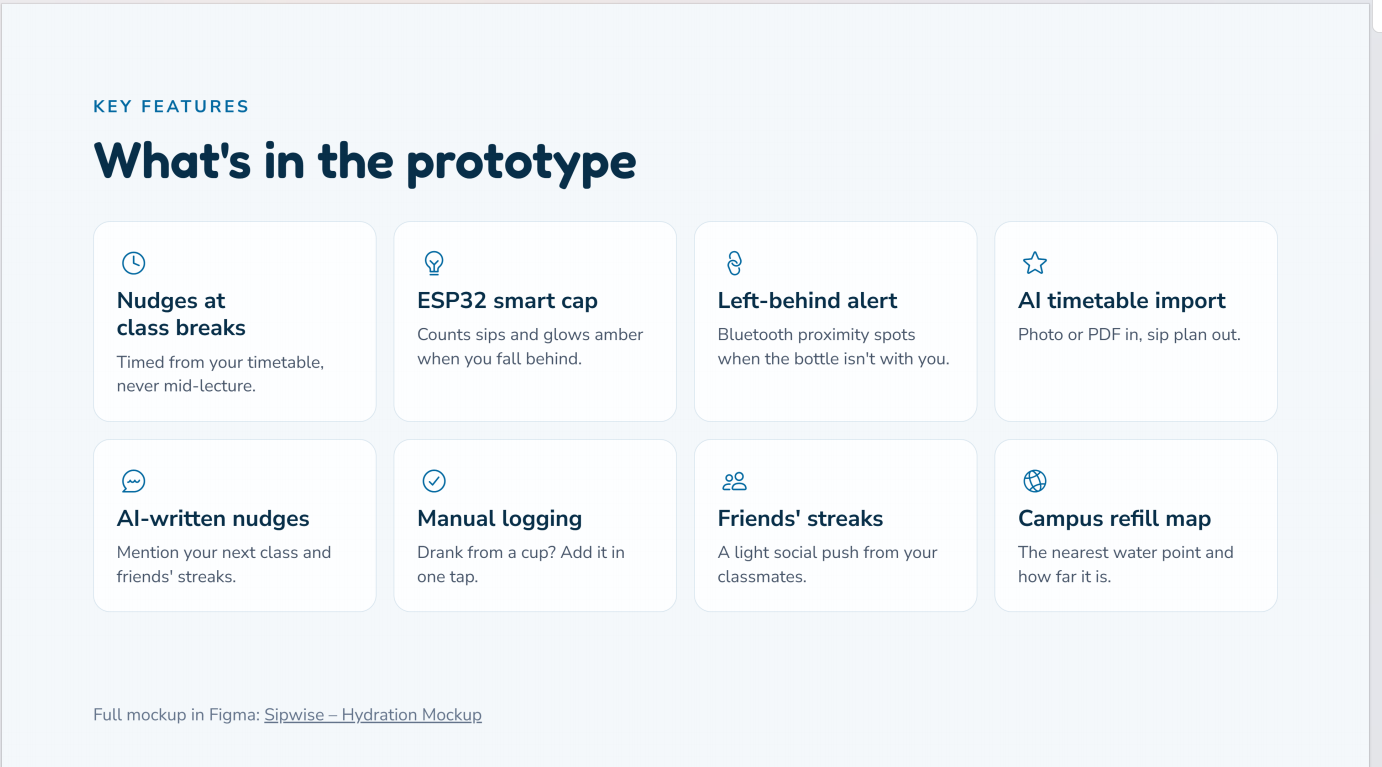 KEY FEATURES
What's in the prototype
Nudges at
class breaks
Timed from your timetable,
never mid-lecture.
ESP32 smart cap
Counts sips and glows amber
when you fall behind.
Left-behind alert
Bluetooth proximity spots
when the bottle isn't with you.
AI timetable import
Photo or PDF in, sip plan out.
AI-written nudges
Mention your next class and
friends' streaks.
Manual logging
Drank from a cup? Add it in
one tap.
Friends' streaks
A light social push from your
classmates.
Campus refill map
The nearest water point and
how far it is.
Full mockup in Figma: Sipwise – Hydration Mockup